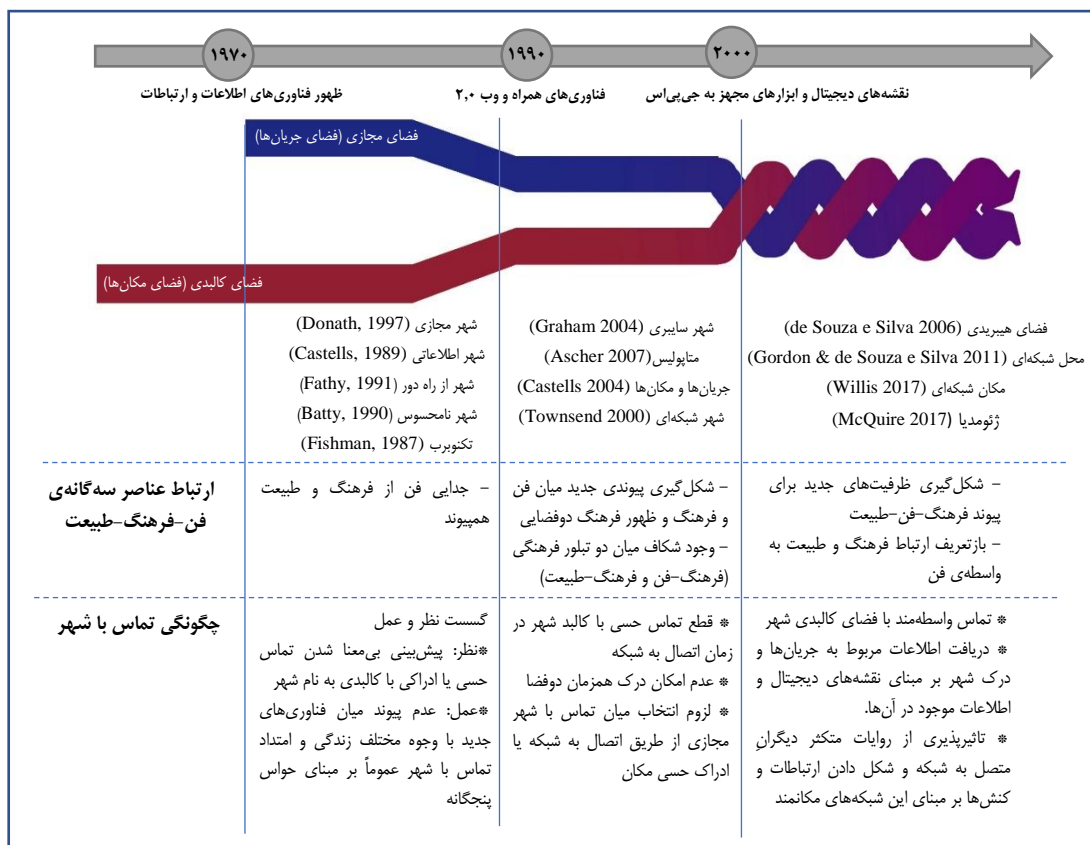 ۱۹۷۰
۱۹۹۰
۲۰۰۰
ظهور فناوری‌های اطلاعات و ارتباطات
فناوری‌های همراه و وب ۲,۰
نقشه‌های دیجیتال و ابزارهای مجهز به جی‌پی‌اس
فضای مجازی (فضای جریان‌ها)
فضای کالبدی (فضای مکان‌ها)
شهر مجازی (Donath, 1997)
شهر اطلاعاتی (Castells, 1989)
شهر از راه دور (Fathy, 1991)
شهر نامحسوس (Batty, 1990)
تکنوبرب (Fishman, 1987)
شهر سایبری (Graham 2004)
متاپولیس(Ascher 2007)
جریان‌ها و مکان‌ها (Castells 2004)
شهر شبکه‌ای (Townsend 2000)
فضای هیبریدی (de Souza e Silva 2006)
محل شبکه‌ای (Gordon & de Souza e Silva 2011)
مکان شبکه‌ای (Willis 2017)
ژئومدیا (McQuire 2017)
ارتباط عناصر سه‌گانه‌ی
فن-فرهنگ-طبیعت
- جدایی فن از فرهنگ و طبیعت
همپیوند
- شکل‌گیری پیوندی جدید میان فن
و فرهنگ و ظهور فرهنگ دوفضایی
- وجود شکاف میان دو تبلور فرهنگی
(فرهنگ-فن و فرهنگ-طبیعت)
- شکل‌گیری ظرفیت‌های جدید برای
پیوند فرهنگ-فن-طبیعت
- بازتعریف ارتباط فرهنگ و طبیعت به
واسطه‌ی فن
چگونگی تماس با شهر
گسست نظر و عمل
*نظر: پیش‌بینی بی‌معنا شدن تماس
حسی یا ادراکی با کالبدی به نام شهر
*عمل: عدم پیوند میان فناوری‌های
جدید با وجوه مختلف زندگی و امتداد
تماس با شهر عموماً بر مبنای حواس
پنجگانه
* قطع تماس حسی با کالبد شهر در
زمان اتصال به شبکه
* عدم امکان درک همزمان دوفضا
* لزوم انتخاب میان تماس با شهر
مجازی از طریق اتصال به شبکه یا
ادراک حسی مکان
* تماس واسطه‌مند با فضای کالبدی شهر
* دریافت اطلاعات مربوط به جریان‌ها و
درک شهر بر مبنای نقشه‌های دیجیتال و
اطلاعات موجود در آن‌ها.
* تاثیرپذیری از روایات متکثر دیگرانِ
متصل به شبکه و شکل دادن ارتباطات و
کنش‌ها بر مبنای این شبکه‌های مکانمند